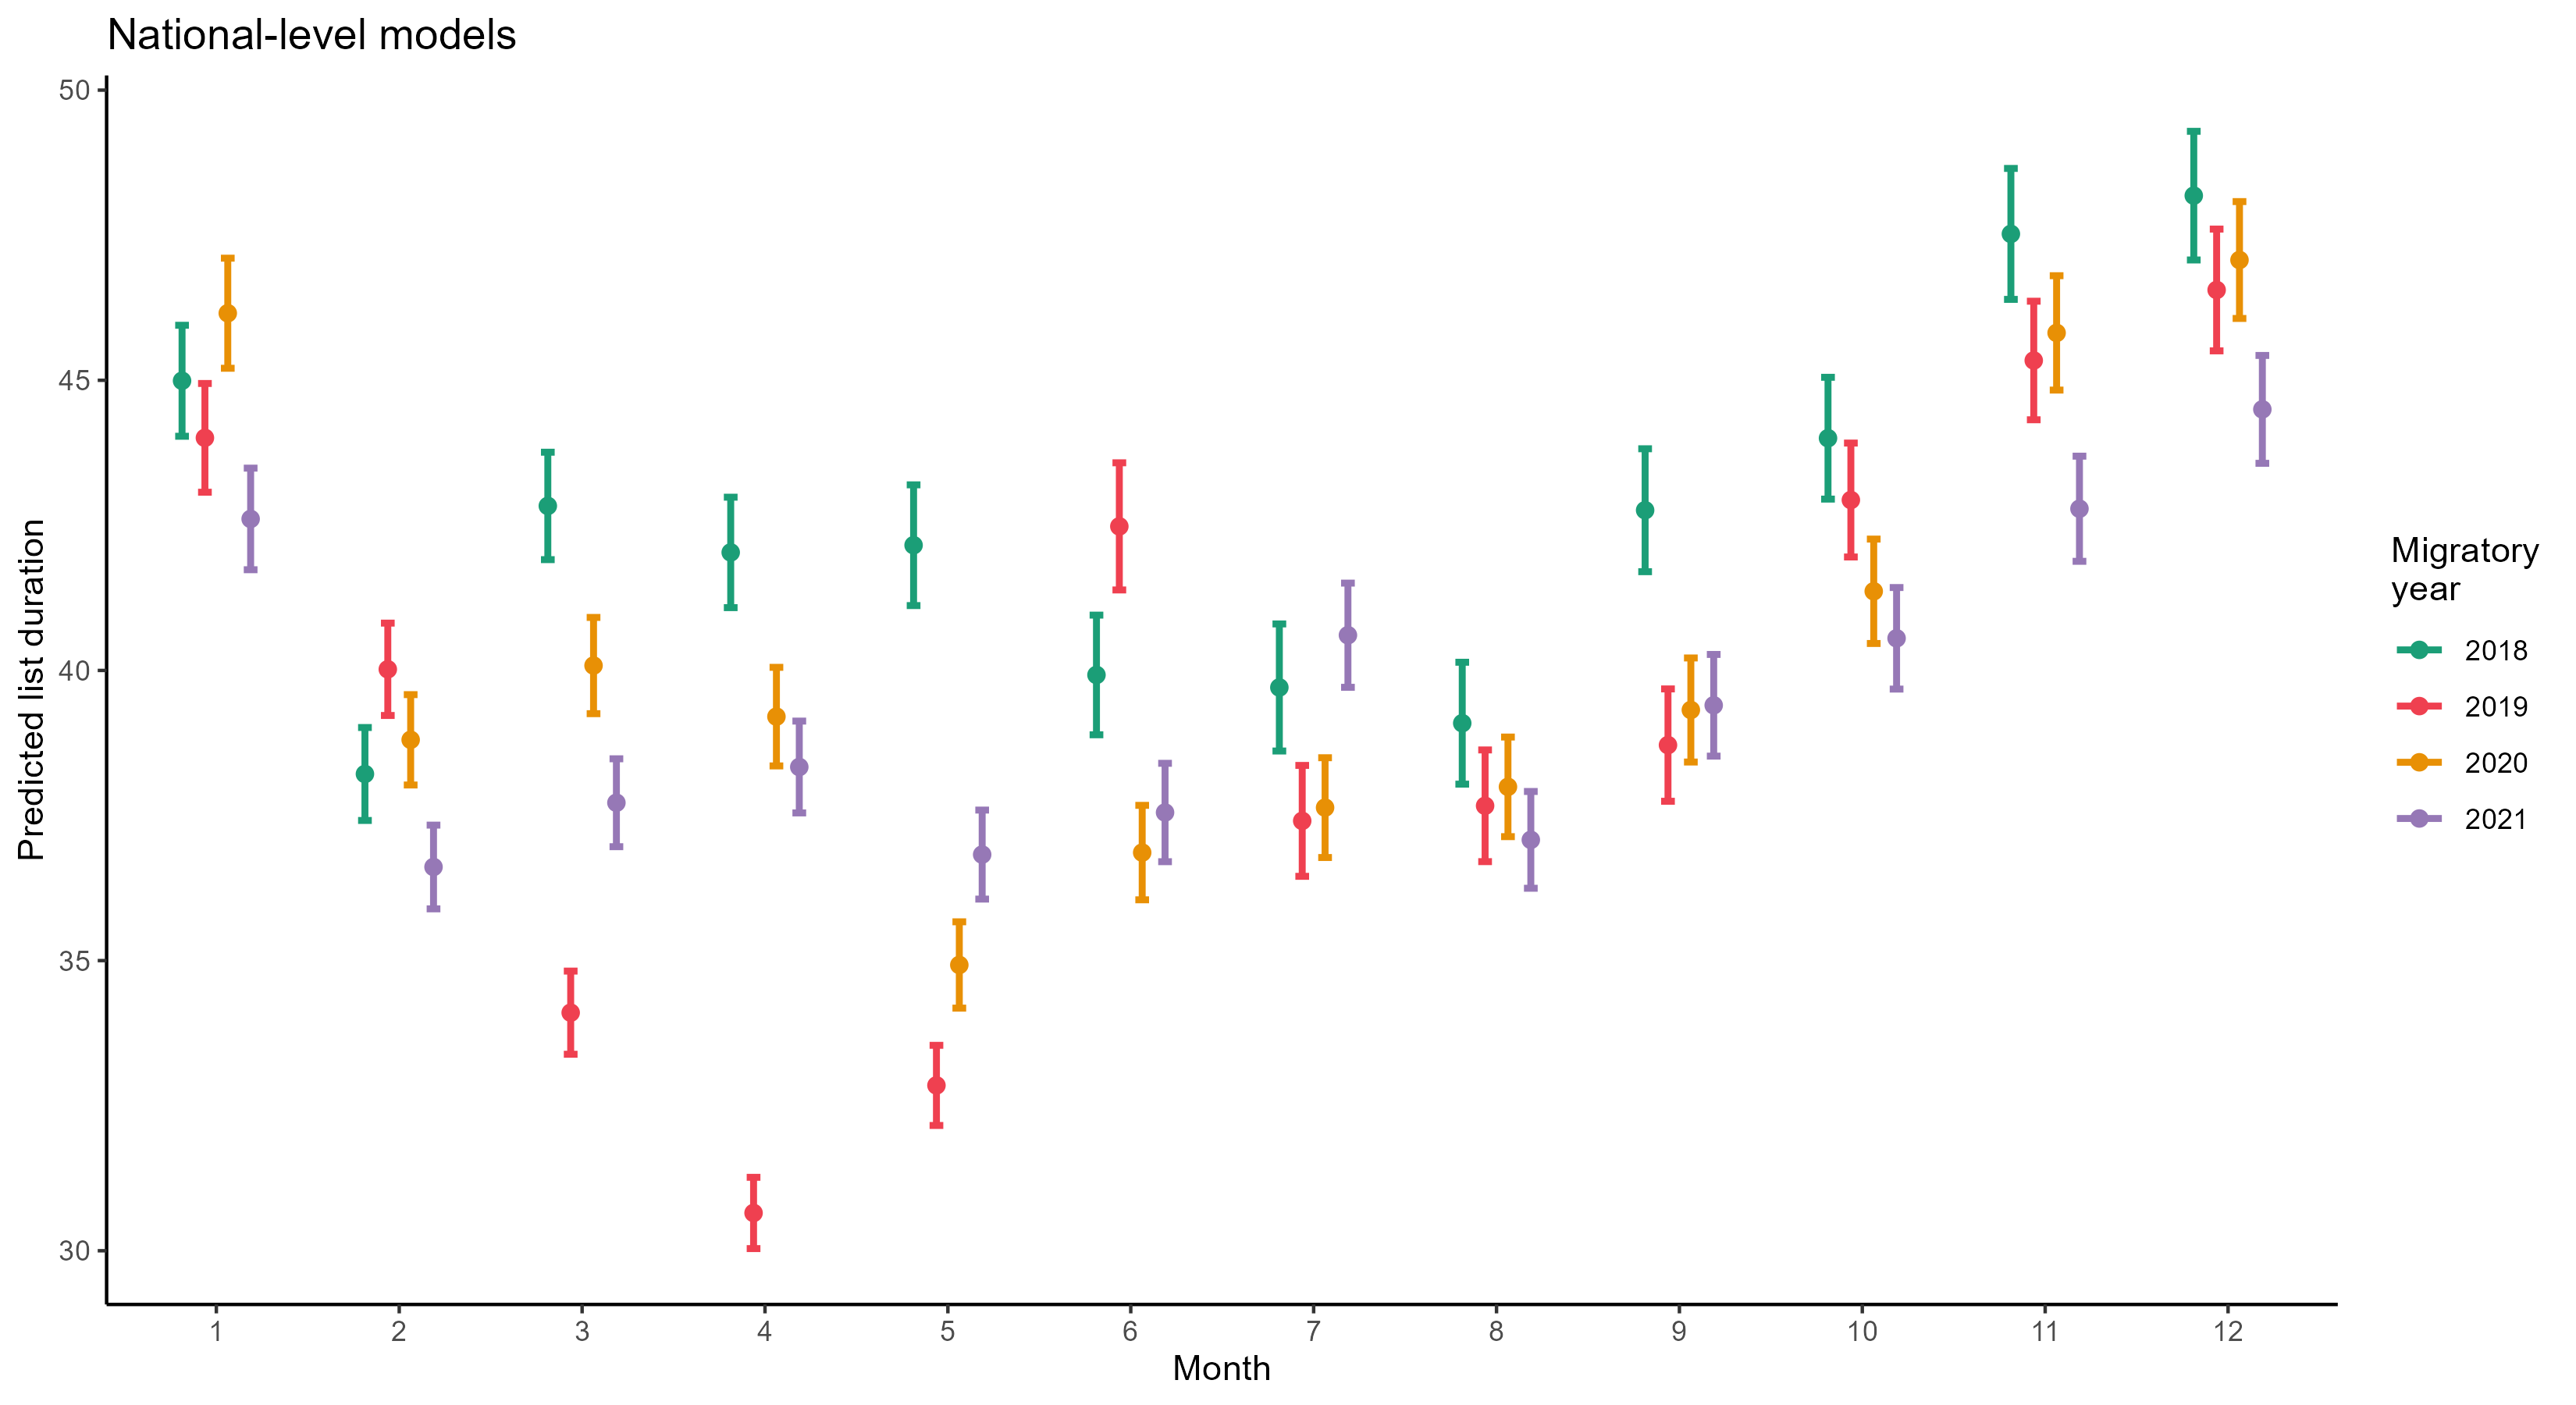 National-level models
50
45
40
35
30
Predicted list duration
1 2 3 4 5 6 7 8 9 10 11 12
Month
Migratory
year
2018
2019
2020
2021